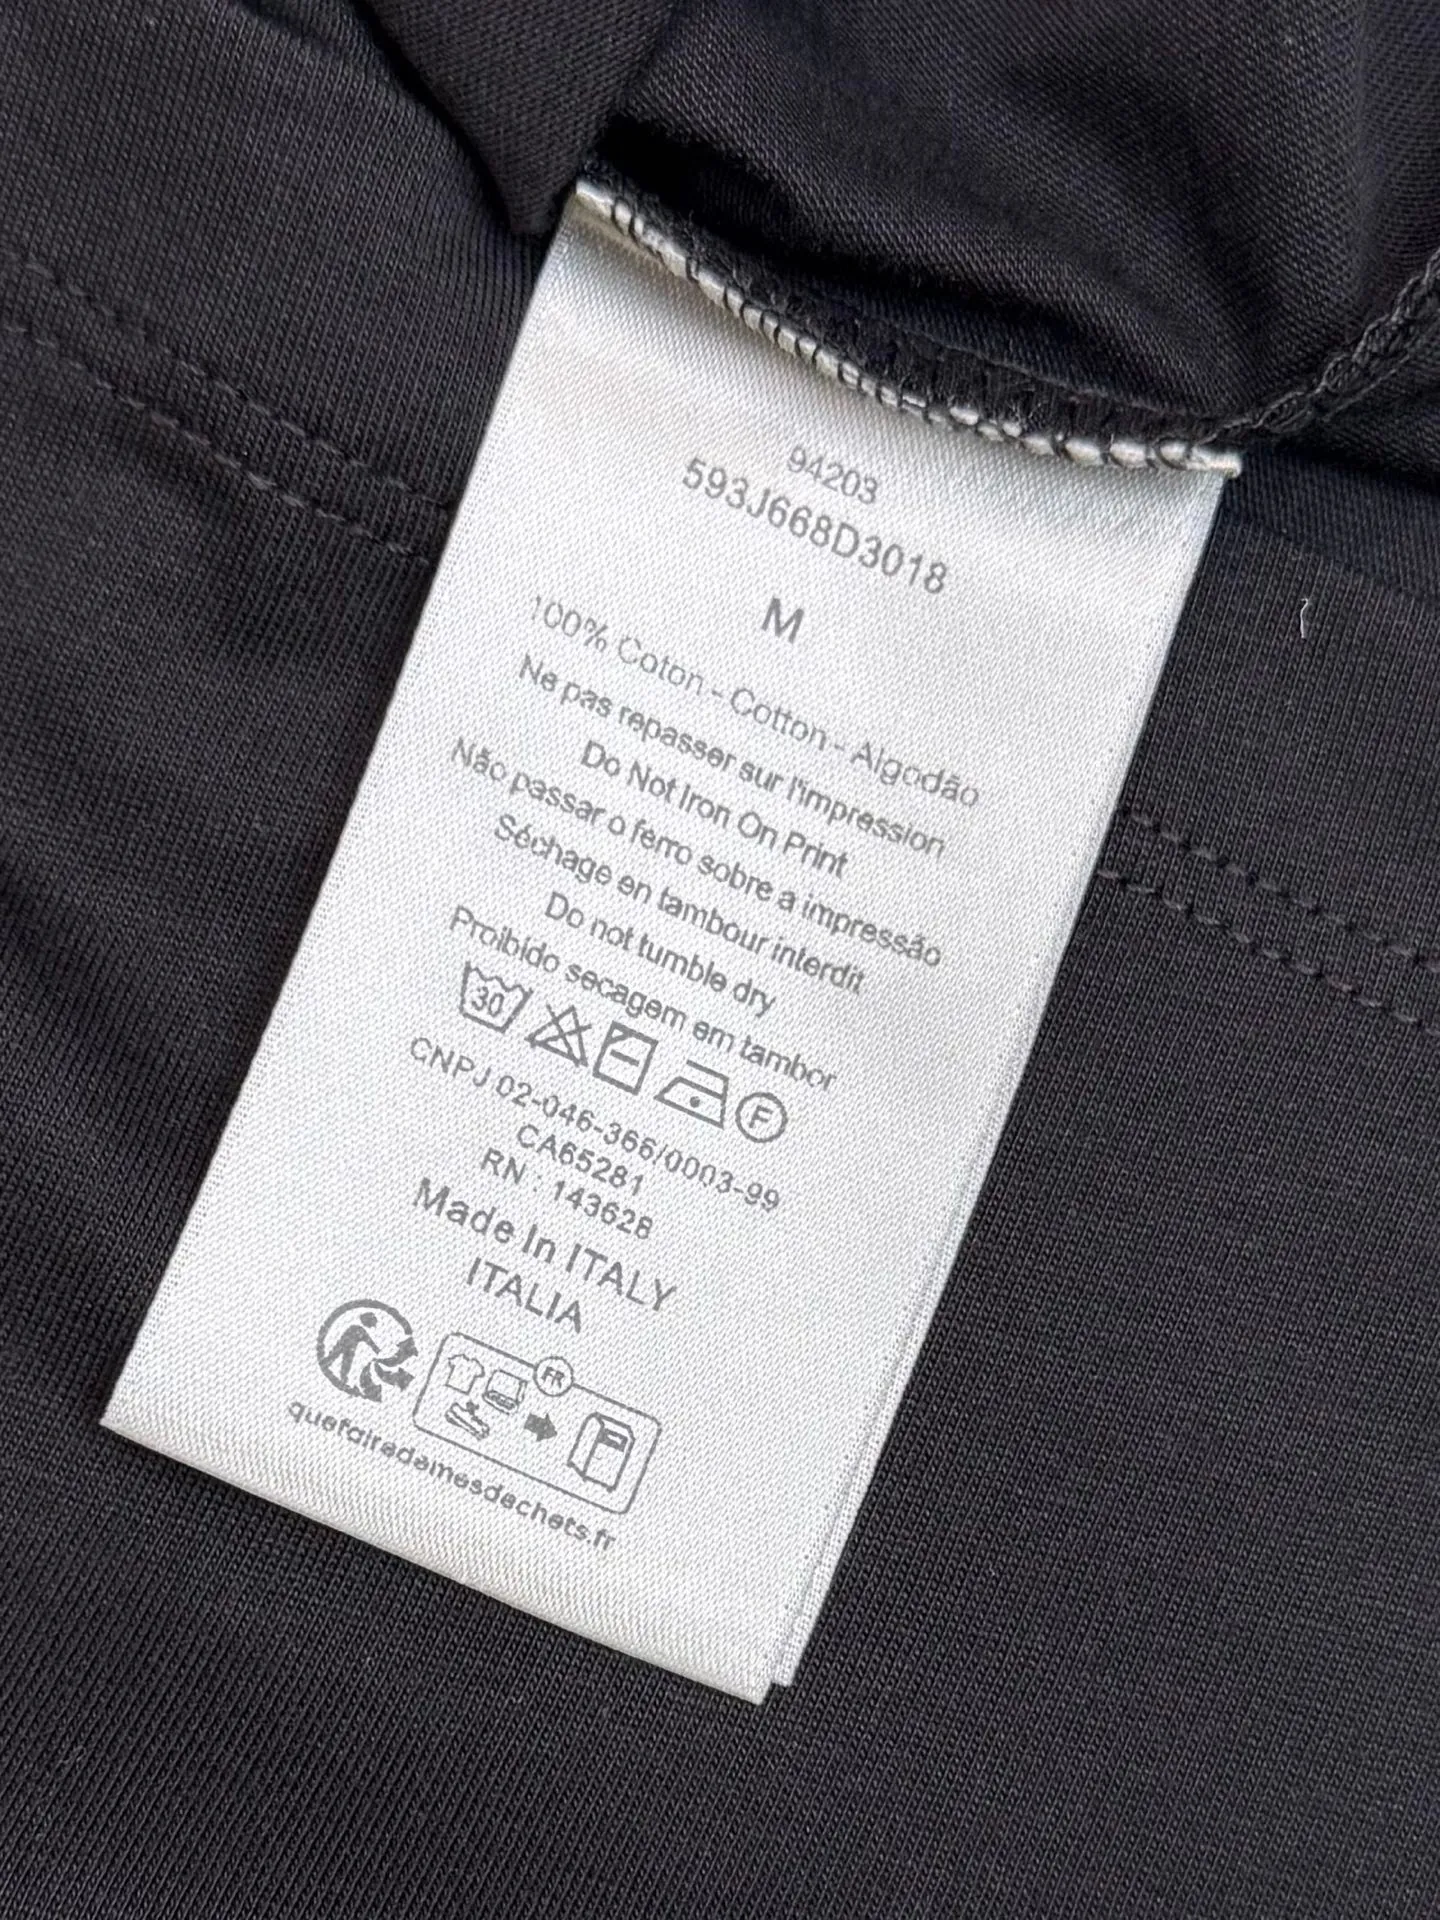 94203
593J668D3018
M
100% Coton - Cotton - Algodão
Ne pas repasser sur l'impression
Do Not Iron On Print
Não passar o ferro sobre a impressão
Séchage en tambour interdit
Do not tumble dry
Proibido secagem em tambor
30 F
CNPJ 02-046-366/0003-99
CA65281
RN : 143628
Made In ITALY
ITALIA
FR
quefairedemesdechets.fr